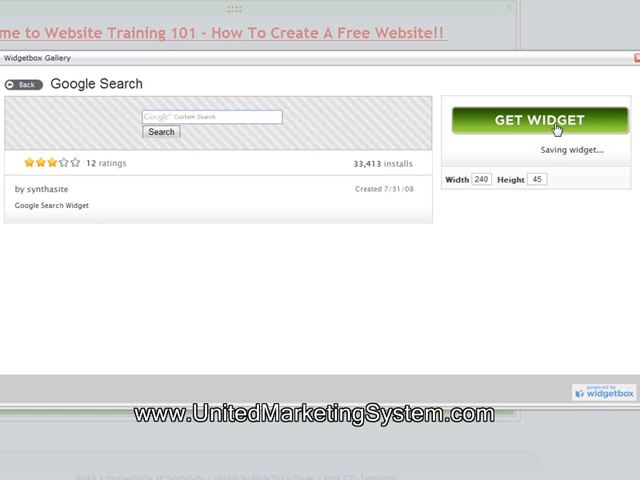 me to Website Training 101 - How To Create A Free Website!!
Widgetbox Gallery
Back
Google Search
Google™ Custom Search
Search
GET WIDGET
Saving widget...
12 ratings
33,413 installs
Width 240 Height 45
by synthasite
Created 7/31/08
Google Search Widget
powered by
widgetbox
www.UnitedMarketingSystem.com